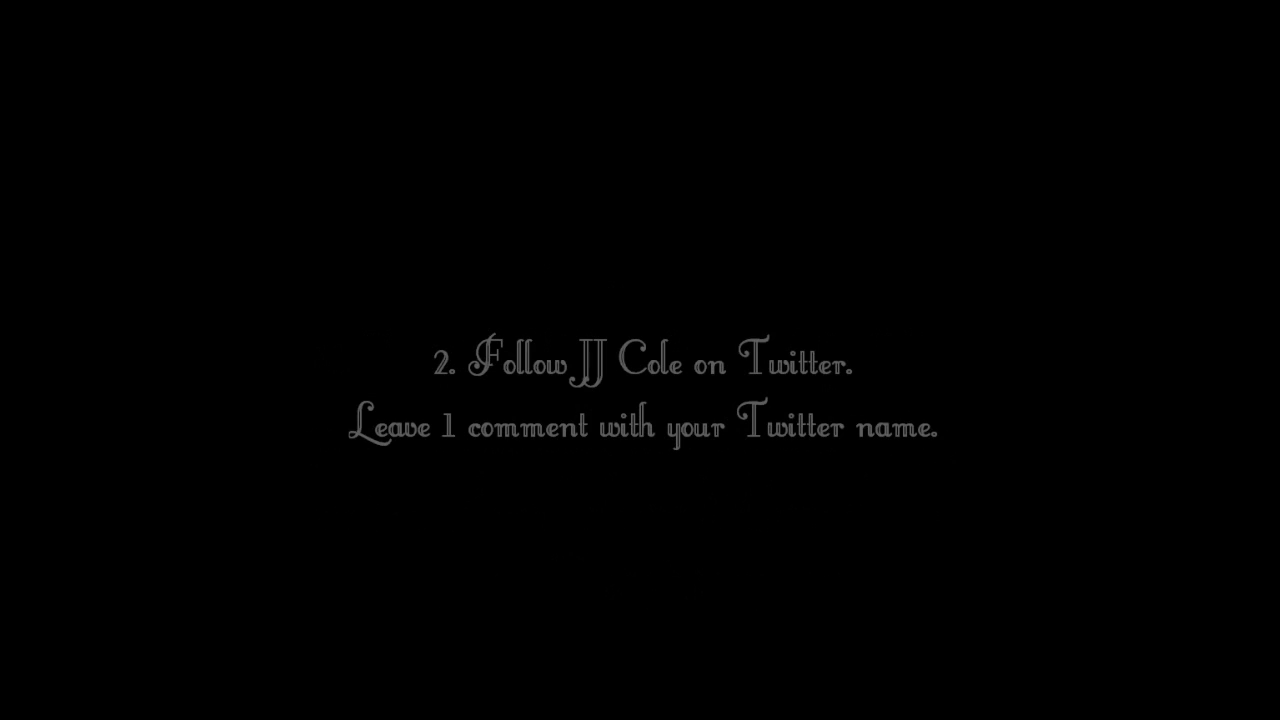 2. Follow JJ Cole on Twitter.
Leave 1 comment with your Twitter name.